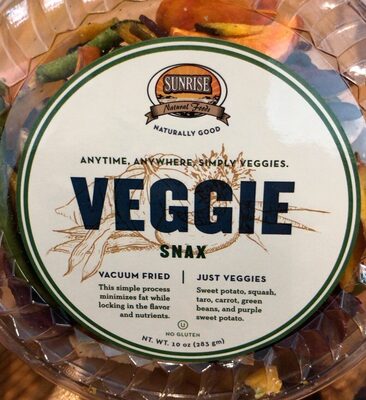 SUNRISE
Natural Foods
NATURALLY GOOD
ANYTIME, ANYWHERE, SIMPLY VEGGIES.
VEGGIE
SNAX
VACUUM FRIED
This simple process
minimizes fat while
locking in the flavor
and nutrients.
JUST VEGGIES
Sweet potato, squash,
taro, carrot, green
beans, and purple
sweet potato.
U
NO GLUTEN
NT. WT. 10 oz (283 gm)